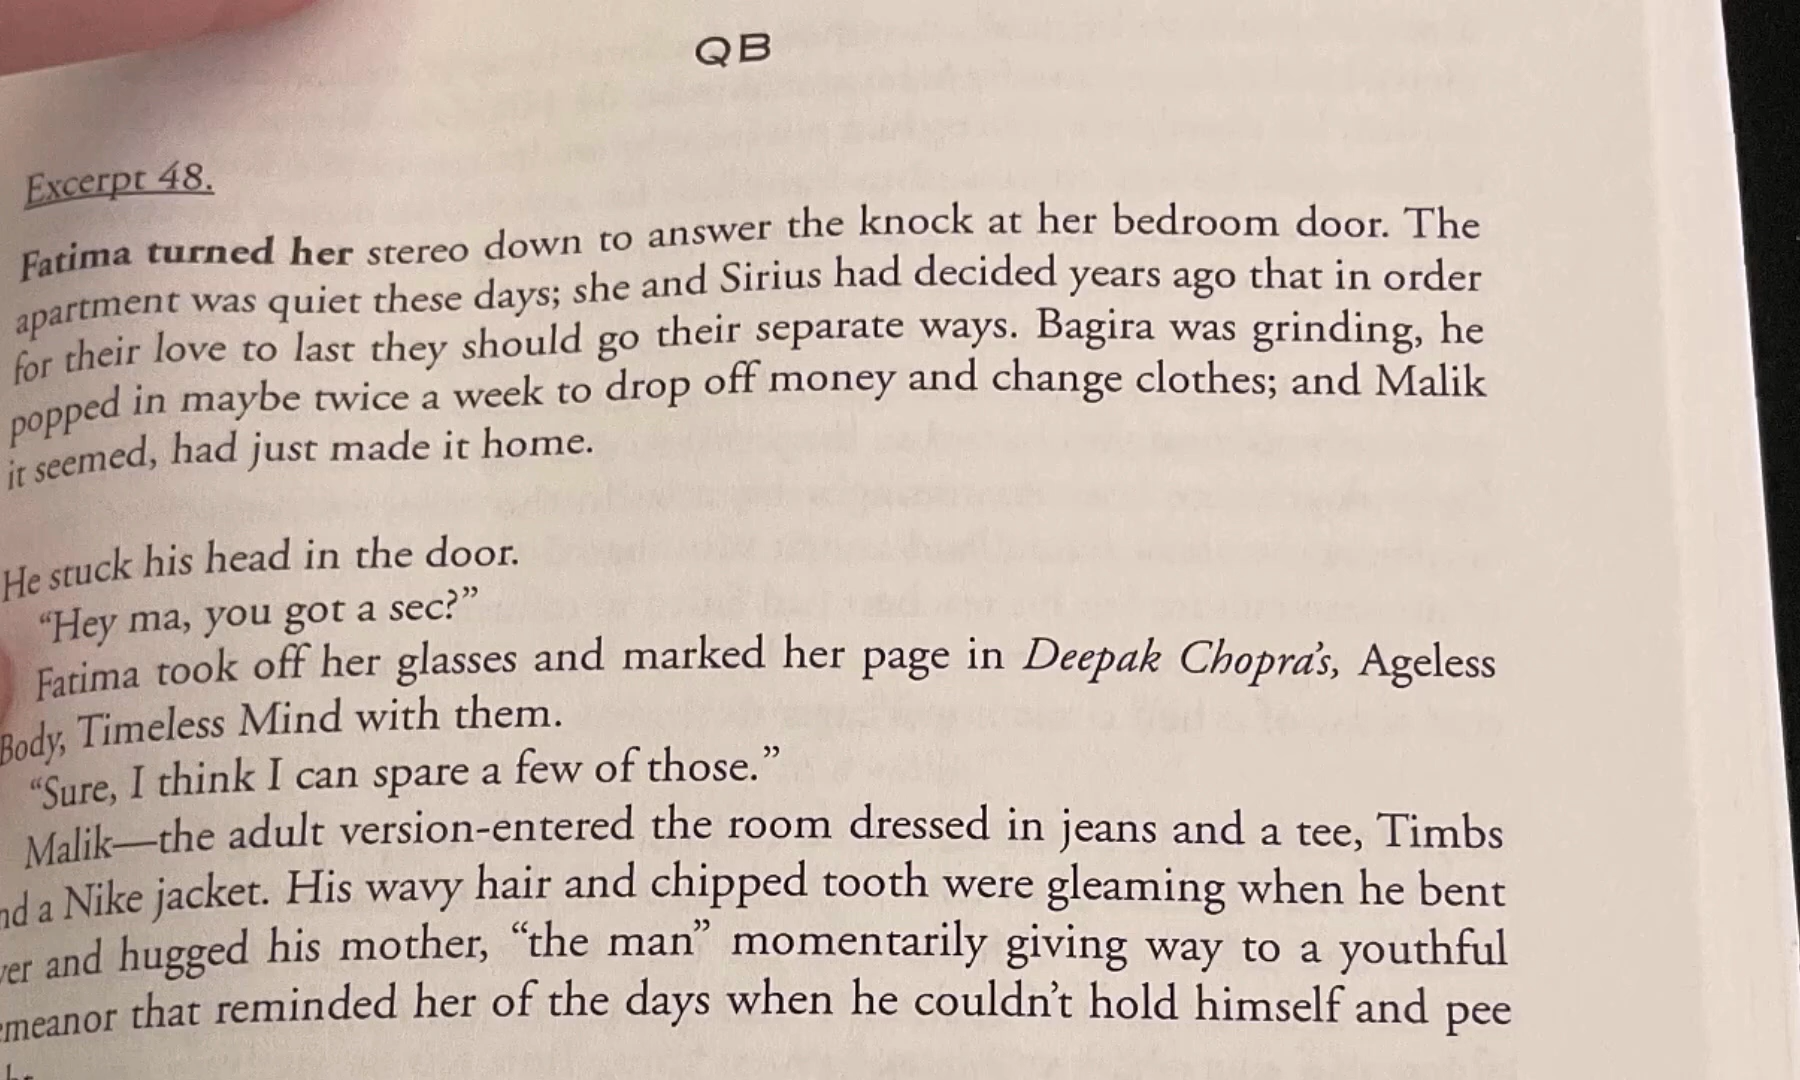 QB
Excerpt 48.
Fatima turned her stereo down to answer the knock at her bedroom door. The
apartment was quiet these days; she and Sirius had decided years ago that in order
for their love to last they should go their separate ways. Bagira was grinding, he
popped in maybe twice a week to drop off money and change clothes; and Malik
it seemed, had just made it home.
He stuck his head in the door.
“Hey ma, you got a sec?”
Fatima took off her glasses and marked her page in Deepak Chopra’s, Ageless
Body, Timeless Mind with them.
“Sure, I think I can spare a few of those.”
Malik—the adult version-entered the room dressed in jeans and a tee, Timbs
nd a Nike jacket. His wavy hair and chipped tooth were gleaming when he bent
ver and hugged his mother, “the man” momentarily giving way to a youthful
meanor that reminded her of the days when he couldn’t hold himself and pee